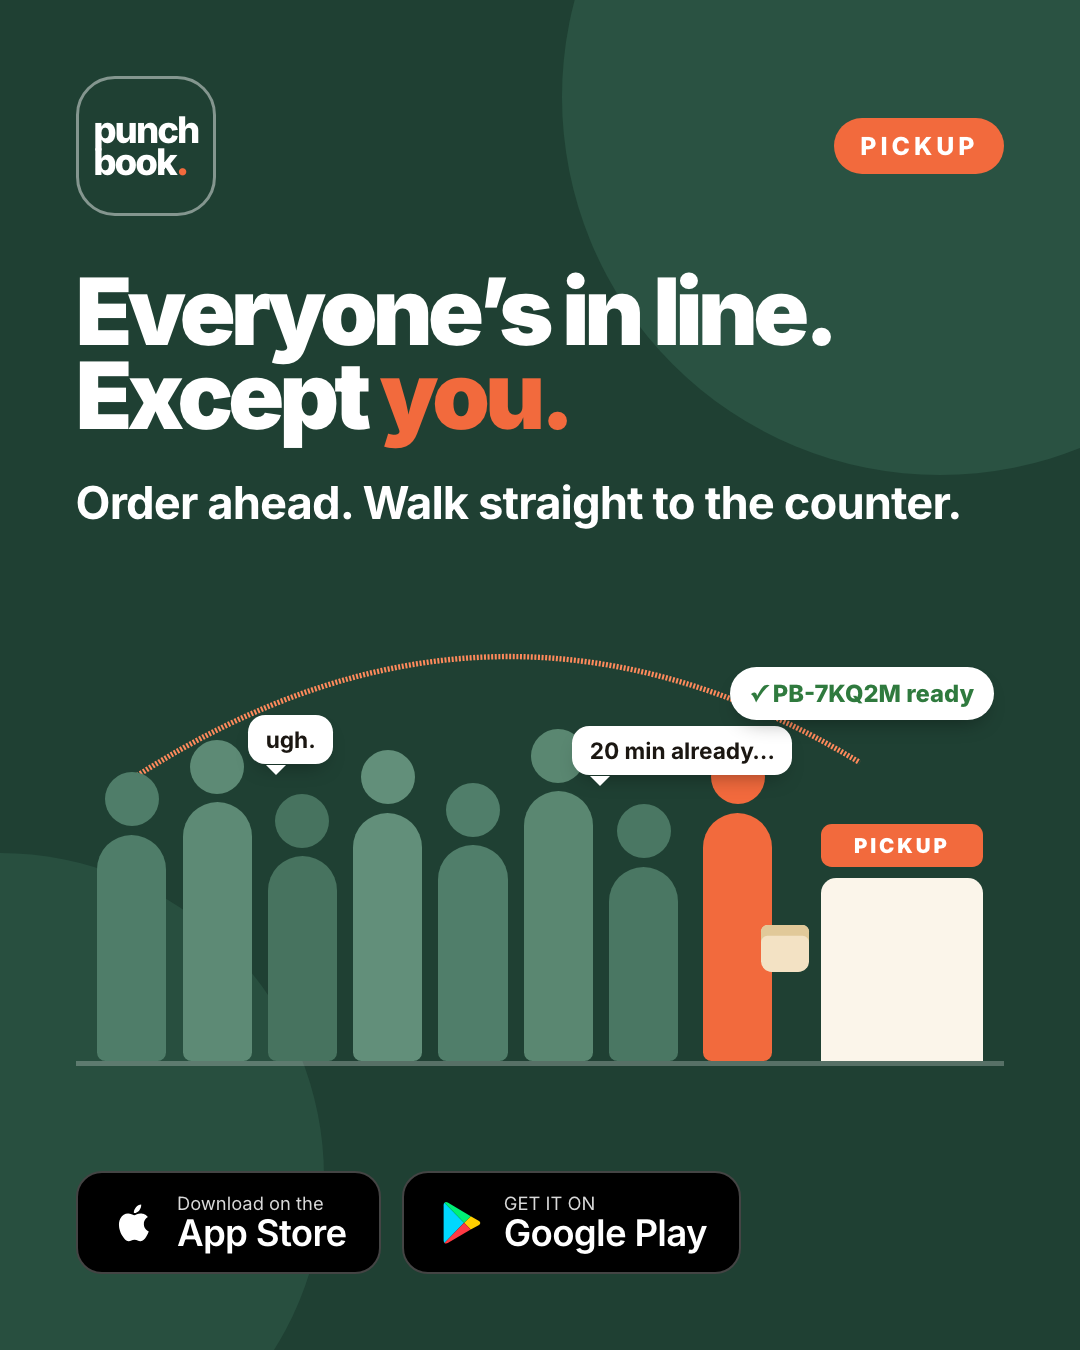 punch
book.
PICKUP
Everyone’s in line.
Except you.
Order ahead. Walk straight to the counter.
✓ PB-7KQ2M ready
ugh.
20 min already...
PICKUP
Download on the
App Store
GET IT ON
Google Play